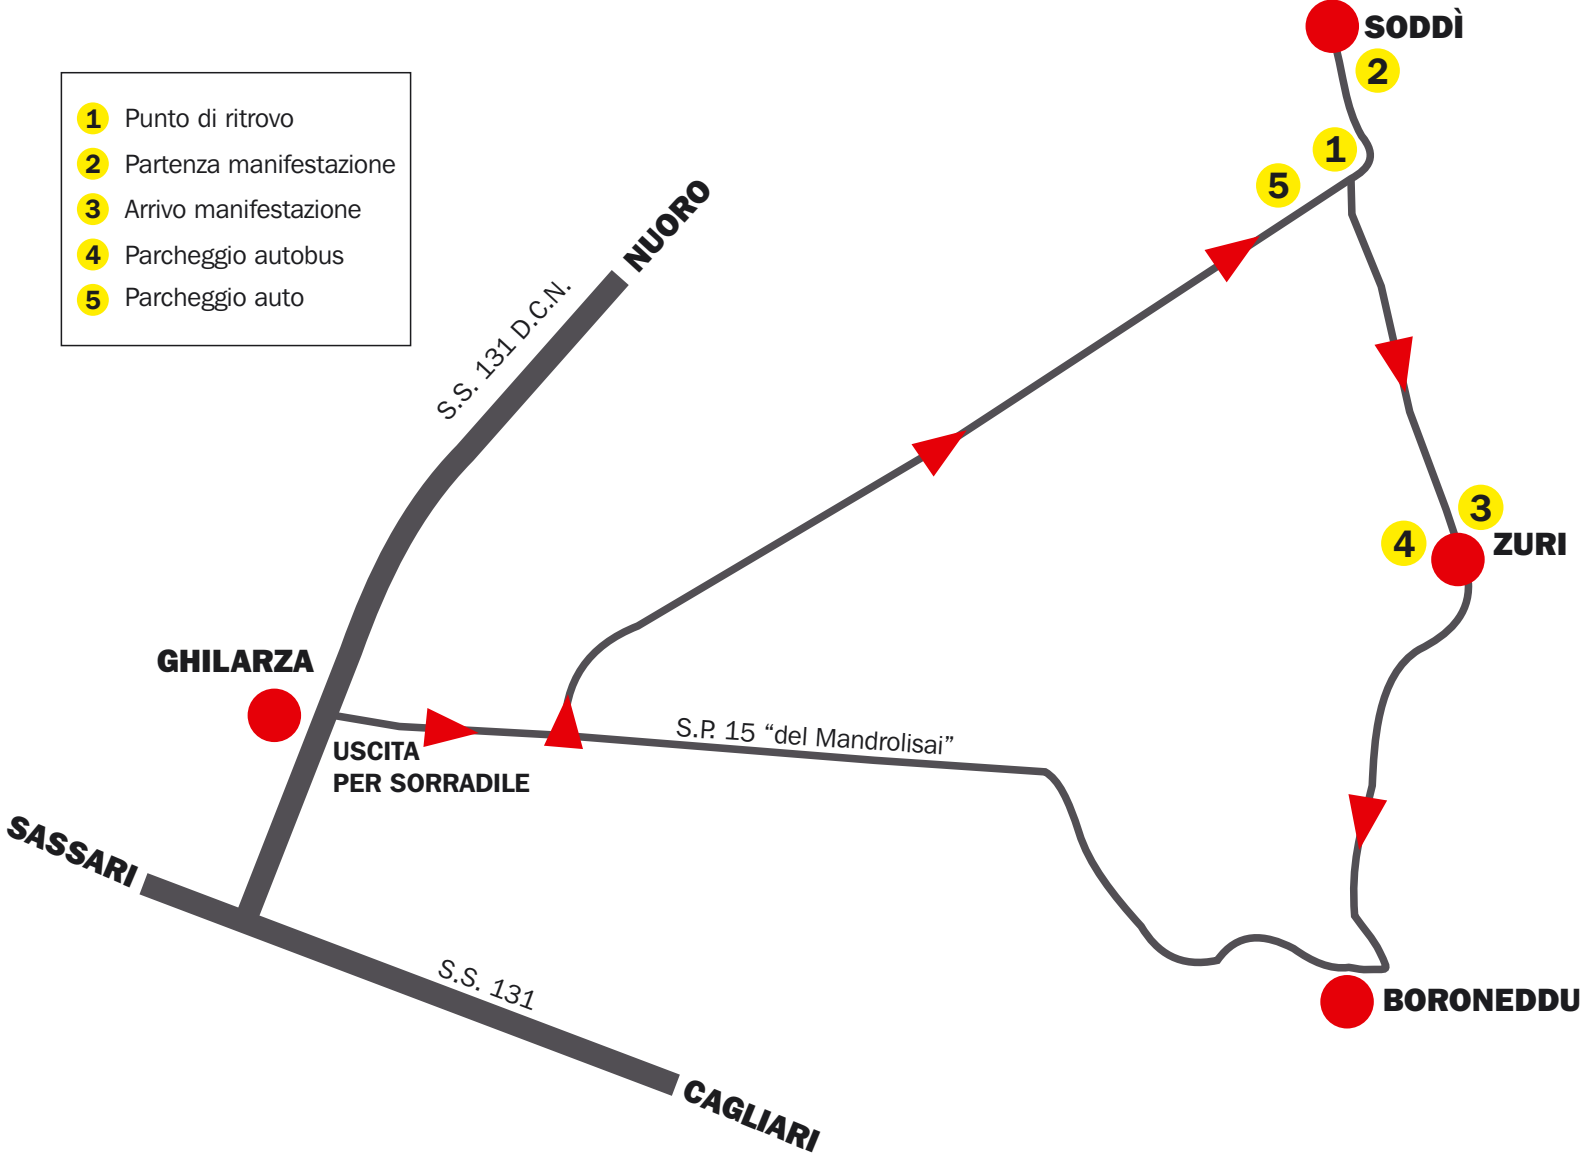 SODDÌ
2
1 Punto di ritrovo
2 Partenza manifestazione
3 Arrivo manifestazione
4 Parcheggio autobus
5 Parcheggio auto
1
5
NUORO
S.S. 131 D.C.N.
3
4
ZURI
GHILARZA
S.P. 15 “del Mandrolisai”
USCITA
PER SORRADILE
SASSARI
S.S. 131
BORONEDDU
CAGLIARI